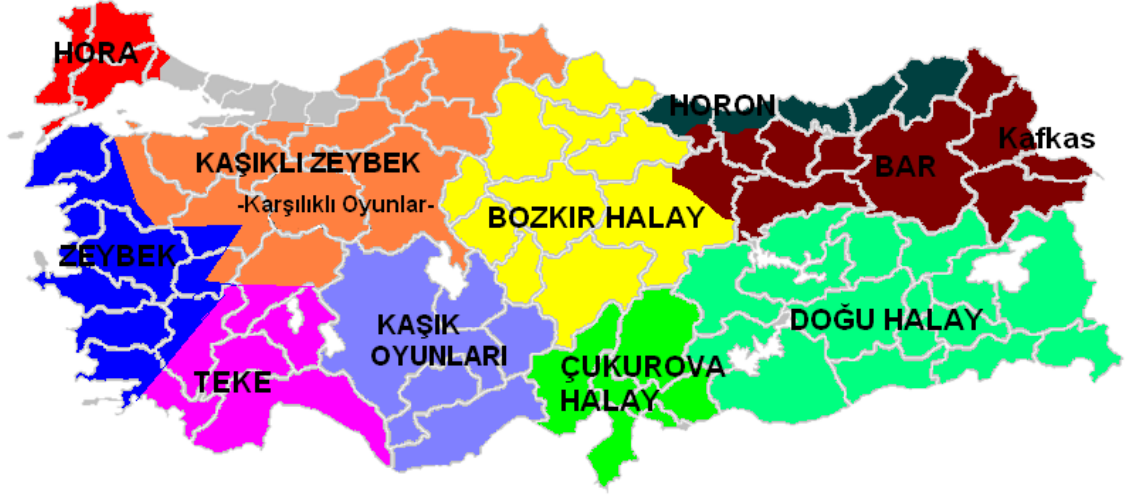 HORA
HORON
Kafkas
KAŞIKLI ZEYBEK
BAR
-Karşılıklı Oyunlar-
BOZKIR HALAY
ZEYBEK
DOĞU HALAY
KAŞIK
OYUNLARI
ÇUKUROVA
HALAY
TEKE